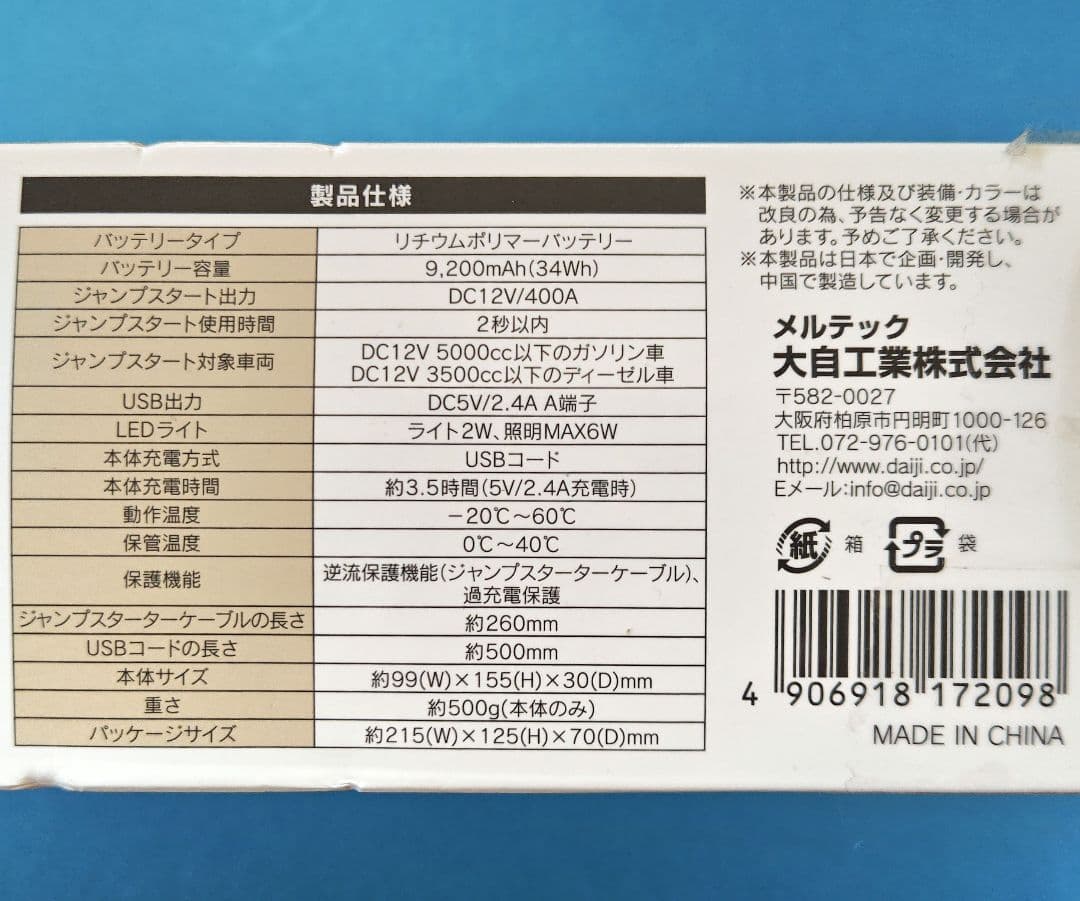 製品仕様
バッテリータイプ リチウムポリマーバッテリー
バッテリー容量 9,200mAh(34Wh)
ジャンプスタート出力 DC12V/400A
ジャンプスタート使用時間 2秒以内
ジャンプスタート対象車両 DC12V 5000cc以下のガソリン車
DC12V 3500cc以下のディーゼル車
USB出力 DC5V/2.4A A端子
LEDライト ライト2W、照明MAX6W
本体充電方式 USBコード
本体充電時間 約3.5時間(5V/2.4A充電時)
動作温度 −20℃〜60℃
保管温度 0℃〜40℃
保護機能 逆流保護機能(ジャンプスターターケーブル)、
過充電保護
ジャンプスターターケーブルの長さ 約260mm
USBコードの長さ 約500mm
本体サイズ 約99(W)×155(H)×30(D)mm
重さ 約500g(本体のみ)
パッケージサイズ 約215(W)×125(H)×70(D)mm
※本製品の仕様及び装備・カラーは
改良の為、予告なく変更する場合が
あります。予めご了承ください。
※本製品は日本で企画・開発し、
中国で製造しています。
メルテック
大自工業株式会社
〒582-0027
大阪府柏原市円明町1000-126
TEL.072-976-0101(代)
http://www.daiji.co.jp/
Eメール:info@daiji.co.jp
紙 箱 プラ 袋
4 906918 172098
MADE IN CHINA